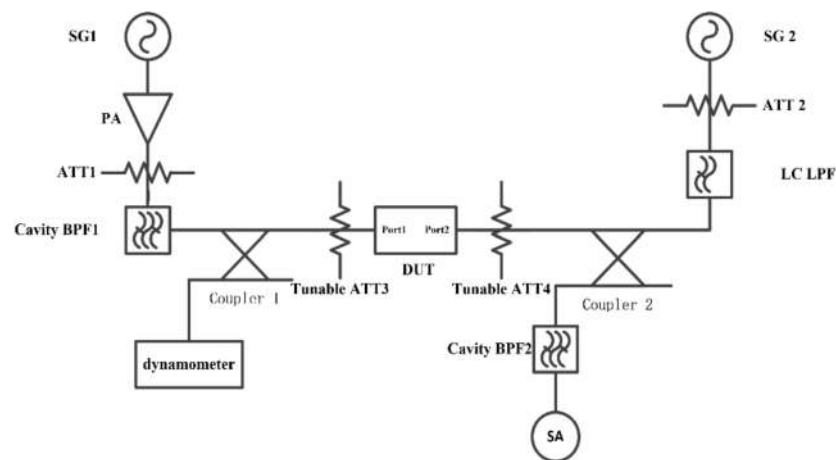 SG1
SG 2
PA
ATT 2
ATT1
LC LPF
Cavity BPF1
Port1 Port2
DUT
Tunable ATT3
Tunable ATT4
Coupler 1
Coupler 2
Cavity BPF2
dynamometer
SA